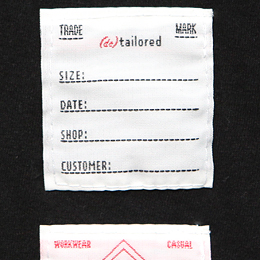 TRADE MARK
(de)tailored
SIZE:
DATE:
SHOP:
CUSTOMER:
WORKWEAR CASUAL